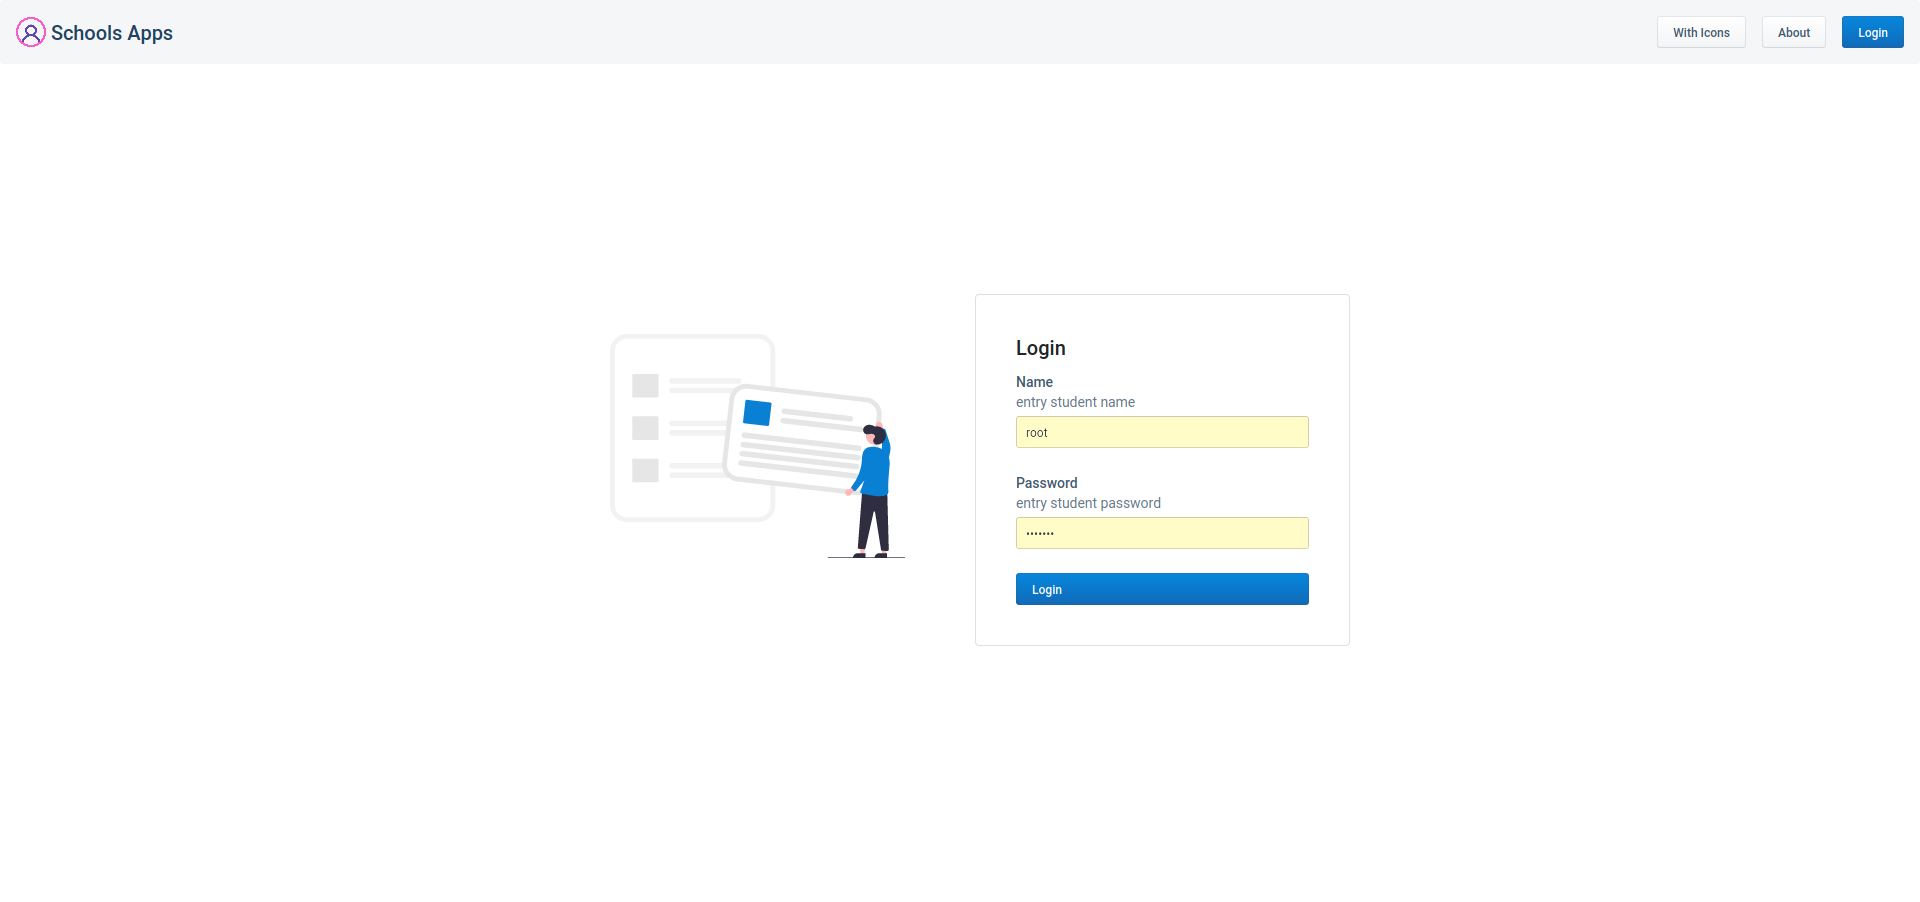 Schools Apps
With Icons
About
Login
Login
Name
entry student name
root
Password
entry student password
•••••••
Login